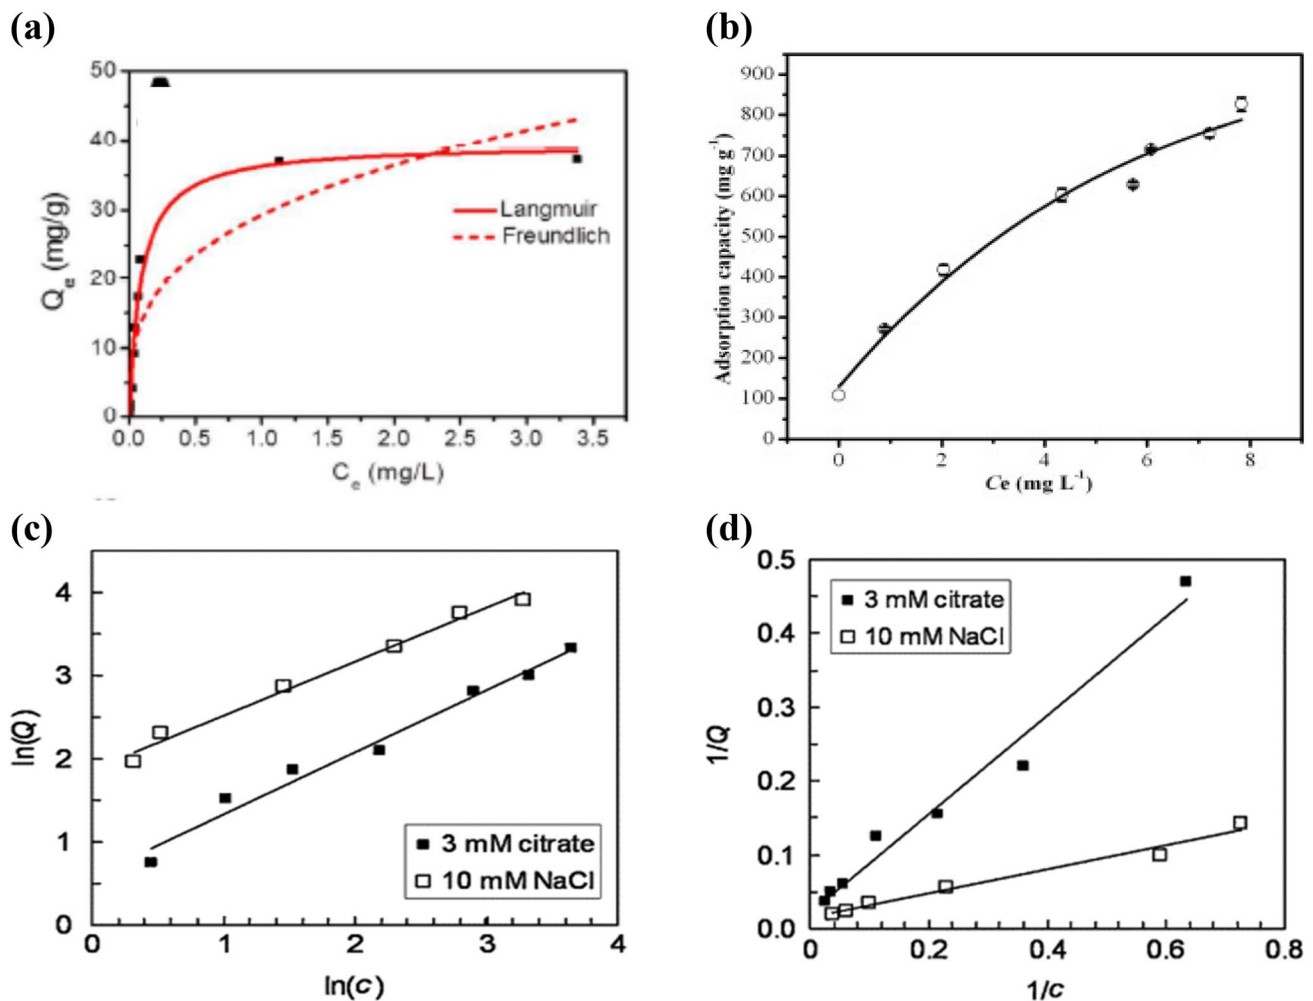 (a)
50
40
30
20
10
0
Q_e (mg/g)
Langmuir
Freundlich
0.0 0.5 1.0 1.5 2.0 2.5 3.0 3.5
C_e (mg/L)
(b)
900
800
700
600
500
400
300
200
100
0
Adsorption capacity (mg g⁻¹)
0 2 4 6 8
Ce (mg L⁻¹)
(c)
4
3
2
1
0
ln(Q)
3 mM citrate
10 mM NaCl
0 1 2 3 4
ln(c)
(d)
0.5
0.4
0.3
0.2
0.1
0.0
1/Q
3 mM citrate
10 mM NaCl
0 0.2 0.4 0.6 0.8
1/c